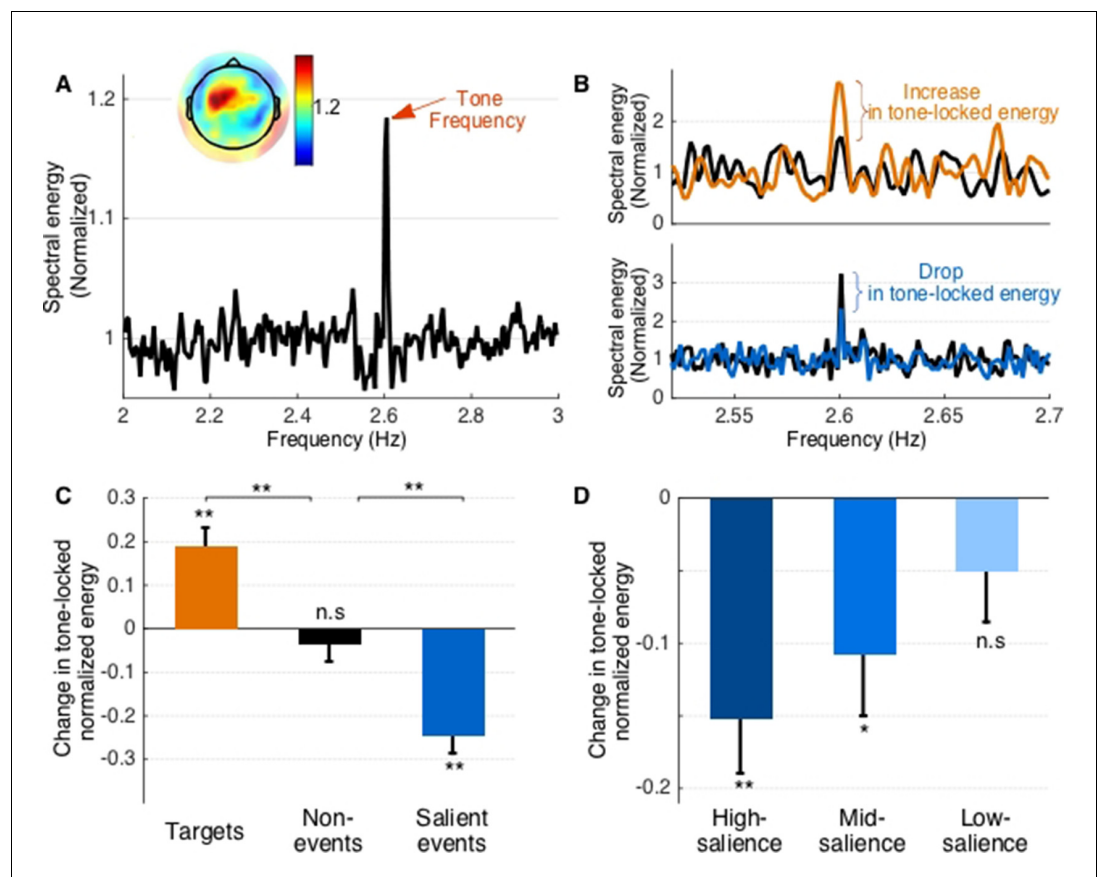 A
1.2
1.1
1
Spectral energy
(Normalized)
1.2
Tone
Frequency
2
2.2
2.4
2.6
2.8
3
Frequency (Hz)
B
Spectral energy
(Normalized)
2
1
0
Increase
in tone-locked energy
Spectral energy
(Normalized)
3
2
1
0
Drop
in tone-locked energy
2.55
2.6
2.65
2.7
Frequency (Hz)
C
Change in tone-locked
normalized energy
0.3
0.2
0.1
0
-0.1
-0.2
-0.3
**
**
**
n.s
**
Targets
Non-
events
Salient
events
D
Change in tone-locked
normalized energy
0
-0.1
-0.2
**
*
n.s
High-
salience
Mid-
salience
Low-
salience